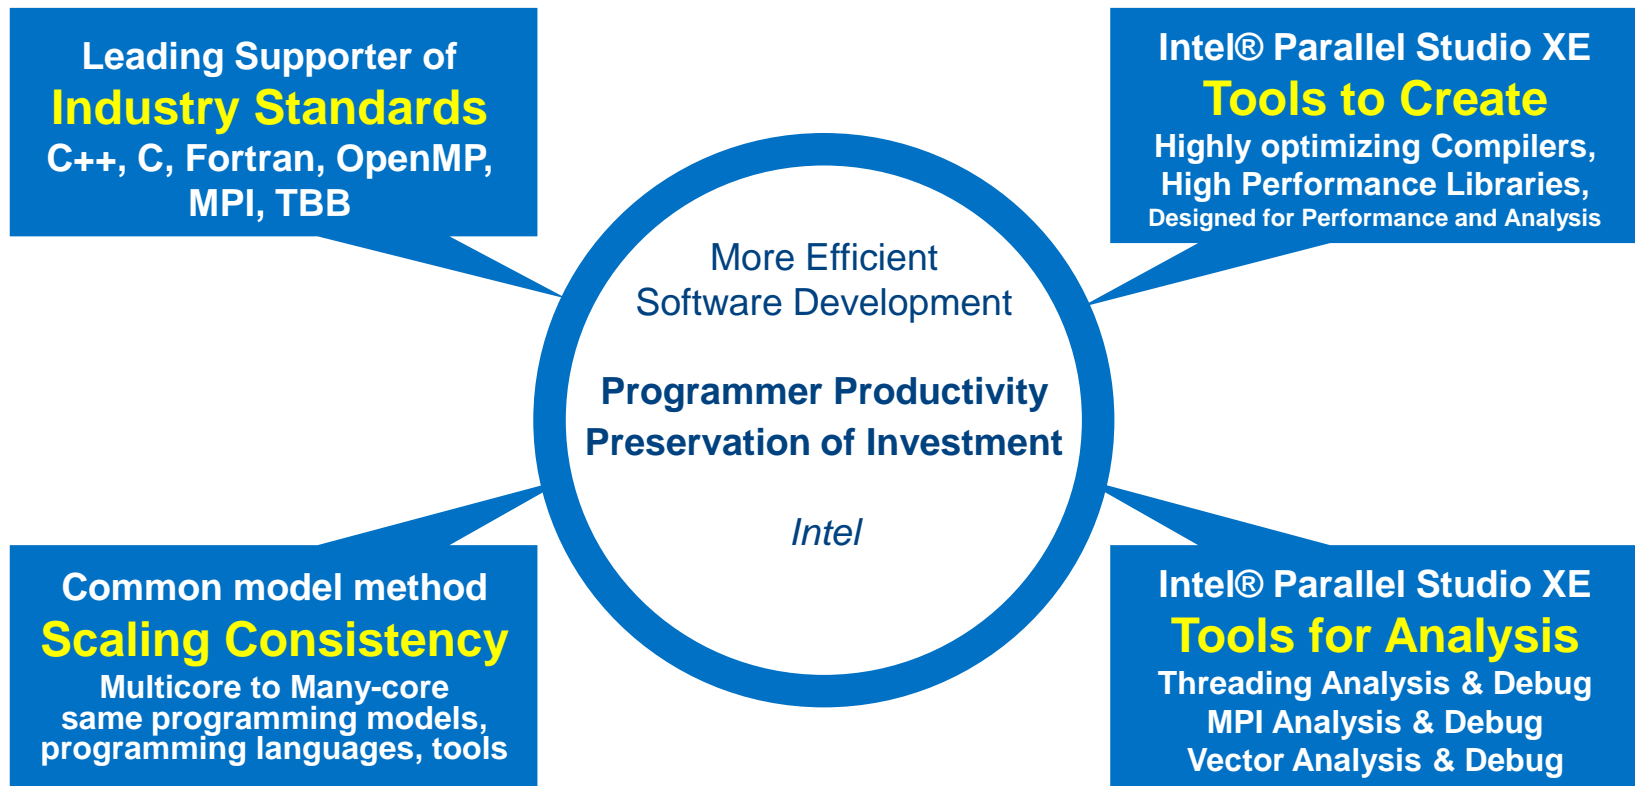 Leading Supporter of
Industry Standards
C++, C, Fortran, OpenMP,
MPI, TBB
Intel® Parallel Studio XE
Tools to Create
Highly optimizing Compilers,
High Performance Libraries,
Designed for Performance and Analysis
More Efficient
Software Development
Programmer Productivity
Preservation of Investment
Intel
Common model method
Scaling Consistency
Multicore to Many-core
same programming models,
programming languages, tools
Intel® Parallel Studio XE
Tools for Analysis
Threading Analysis & Debug
MPI Analysis & Debug
Vector Analysis & Debug